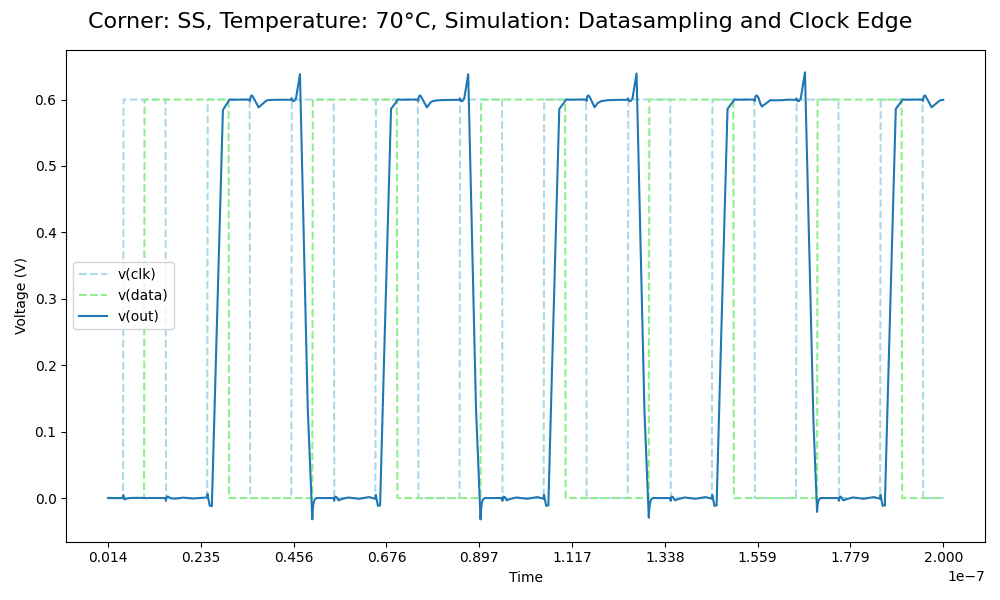 Corner: SS, Temperature: 70°C, Simulation: Datasampling and Clock Edge
Voltage (V)
0.6
0.5
0.4
0.3
0.2
0.1
0.0
v(clk)
v(data)
v(out)
0.014 0.235 0.456 0.676 0.897 1.117 1.338 1.559 1.779 2.000
1e−7
Time